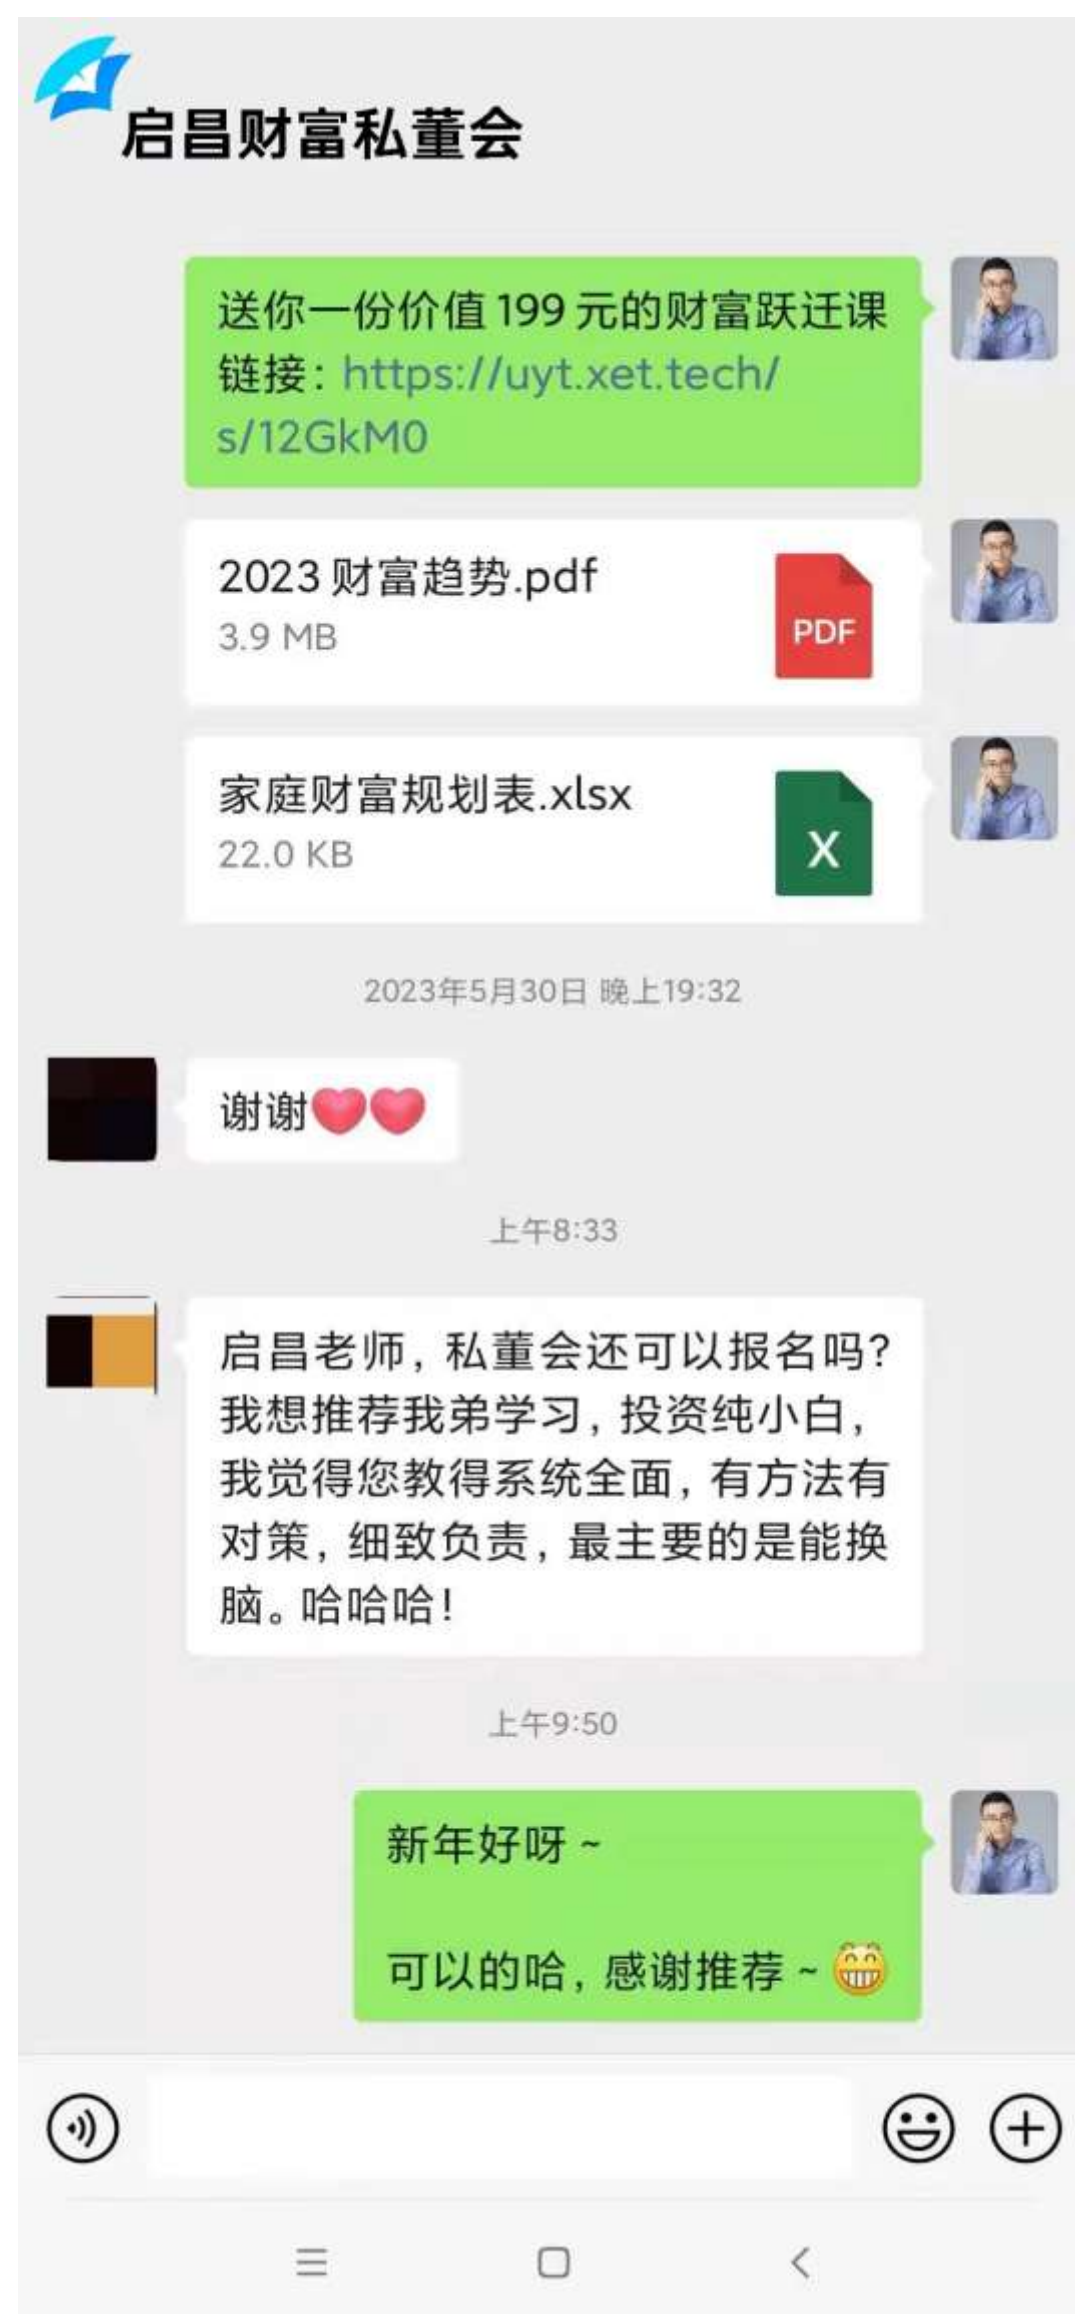 启昌财富私董会
送你一份价值 199 元的财富跃迁课
链接：https://uyt.xet.tech/
s/12GkM0
2023 财富趋势.pdf
3.9 MB
PDF
家庭财富规划表.xlsx
22.0 KB
X
2023年5月30日 晚上19:32
谢谢
上午8:33
启昌老师，私董会还可以报名吗？
我想推荐我弟学习，投资纯小白，
我觉得您教得系统全面，有方法有
对策，细致负责，最主要的是能换
脑。哈哈哈！
上午9:50
新年好呀 ~
可以的哈，感谢推荐 ~